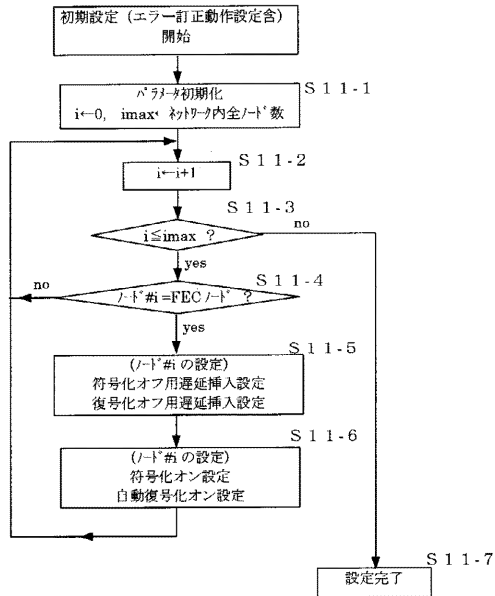 初期設定（エラー訂正動作設定含）
開始
S11-1
パラメータ初期化
i←0, imax← ネットワーク内全ノード数
S11-2
i←i+1
S11-3
i≦imax ?
no
yes
S11-4
no
ノード#i=FECノード ?
yes
S11-5
(ノード#iの設定)
符号化オフ用遅延挿入設定
復号化オフ用遅延挿入設定
S11-6
(ノード#iの設定)
符号化オン設定
自動復号化オン設定
S11-7
設定完了